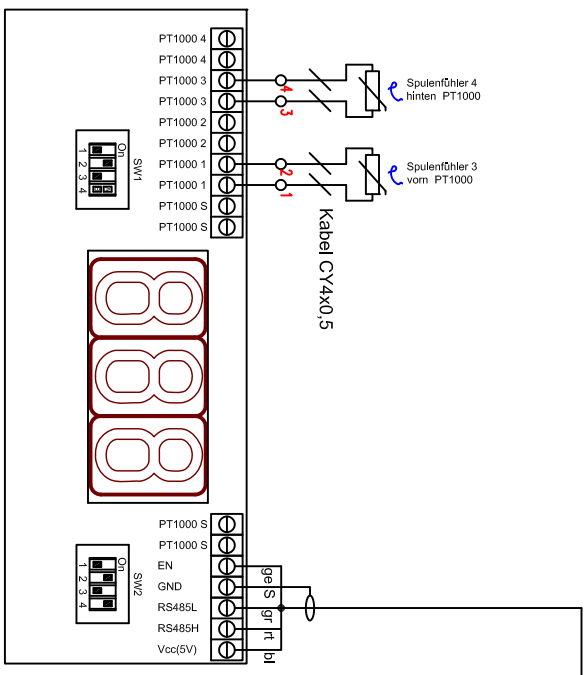 PT1000 4
PT1000 4
PT1000 3
PT1000 3
PT1000 2
PT1000 2
PT1000 1
PT1000 1
PT1000 S
PT1000 S
4
3
2
1
Spulenfühler 4
hinten PT1000
Spulenfühler 3
vorn PT1000
Kabel CY4x0,5
On
1 2 3 4
SW1
PT1000 S
PT1000 S
EN
GND
RS485L
RS485H
Vcc(5V)
ge S gr rt bl
On
1 2 3 4
SW2